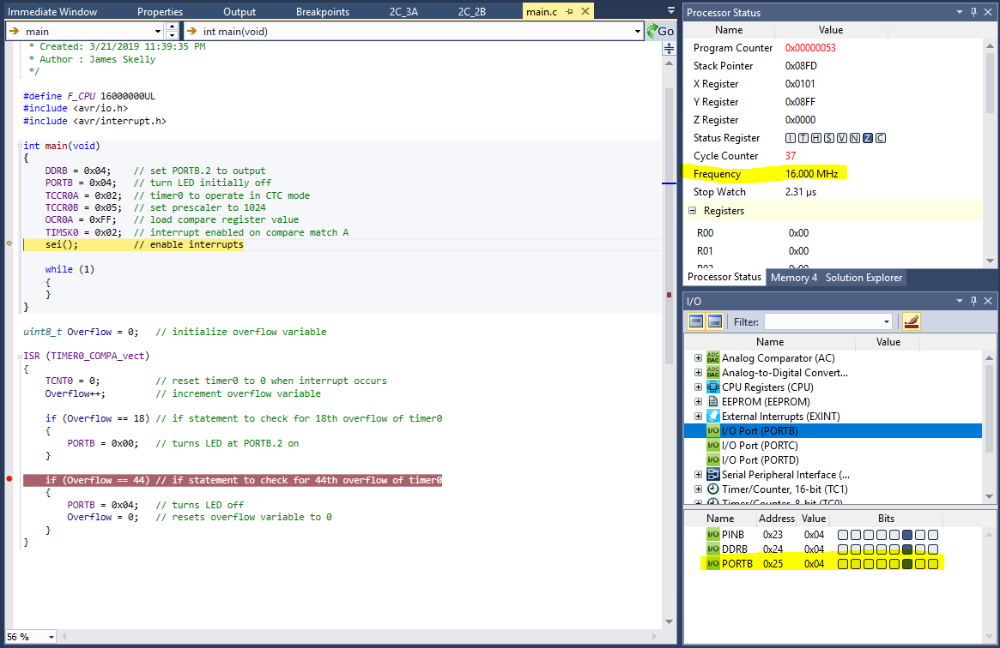 Immediate Window Properties Output Breakpoints 2C_3A 2C_2B main.c
main int main(void) Go
* Created: 3/21/2019 11:39:35 PM
* Author : James Skelly
*/
#define F_CPU 16000000UL
#include <avr/io.h>
#include <avr/interrupt.h>
int main(void)
{
DDRB = 0x04; // set PORTB.2 to output
PORTB = 0x04; // turn LED initially off
TCCR0A = 0x02; // timer0 to operate in CTC mode
TCCR0B = 0x05; // set prescaler to 1024
OCR0A = 0xFF; // load compare register value
TIMSK0 = 0x02; // interrupt enabled on compare match A
sei(); // enable interrupts
while (1)
{
}
}
uint8_t Overflow = 0; // initialize overflow variable
ISR (TIMER0_COMPA_vect)
{
TCNT0 = 0; // reset timer0 to 0 when interrupt occurs
Overflow++; // increment overflow variable
if (Overflow == 18) // if statement to check for 18th overflow of timer0
{
PORTB = 0x00; // turns LED at PORTB.2 on
}
if (Overflow == 44) // if statement to check for 44th overflow of timer0
{
PORTB = 0x04; // turns LED off
Overflow = 0; // resets overflow variable to 0
}
}
56 %
Processor Status
Name Value
Program Counter 0x00000053
Stack Pointer 0x08FD
X Register 0x0101
Y Register 0x08FF
Z Register 0x0000
Status Register I T H S V N Z C
Cycle Counter 37
Frequency 16.000 MHz
Stop Watch 2.31 µs
Registers
R00 0x00
R01 0x00
R02 0x00
Processor Status Memory 4 Solution Explorer
I/O
Filter:
Name Value
Analog Comparator (AC)
Analog-to-Digital Convert...
CPU Registers (CPU)
EEPROM (EEPROM)
External Interrupts (EXINT)
I/O I/O Port (PORTB)
I/O I/O Port (PORTC)
I/O I/O Port (PORTD)
Serial Peripheral Interface (...
Timer/Counter, 16-bit (TC1)
Timer/Counter, 8-bit (TC0)
Name Address Value Bits
I/O PINB 0x23 0x04
I/O DDRB 0x24 0x04
I/O PORTB 0x25 0x04